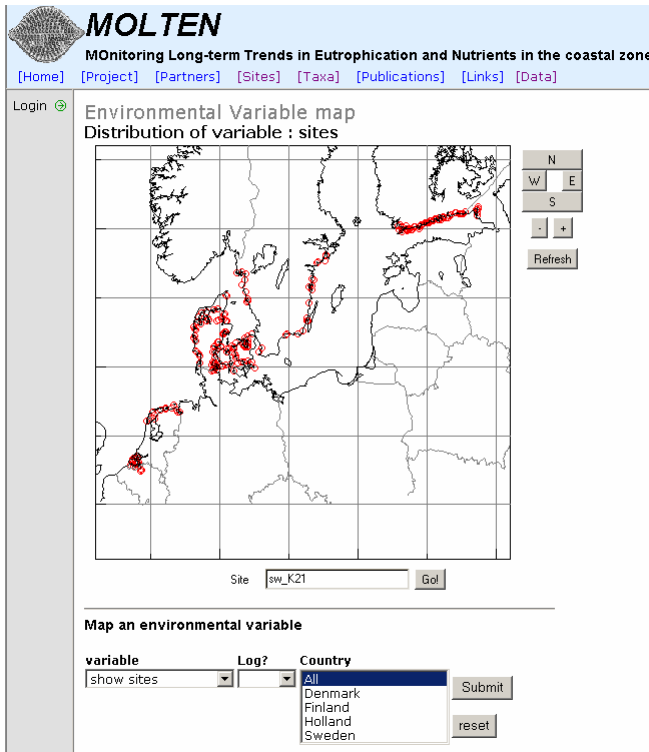 MOLTEN
MOnitoring Long-term Trends in Eutrophication and Nutrients in the coastal zone
[Home] [Project] [Partners] [Sites] [Taxa] [Publications] [Links] [Data]
Login
Environmental Variable map
Distribution of variable : sites
N
W E
S
- +
Refresh
Site sw_K21 Go!
Map an environmental variable
variable Log? Country
show sites All
Denmark
Finland
Holland
Sweden
Submit
reset